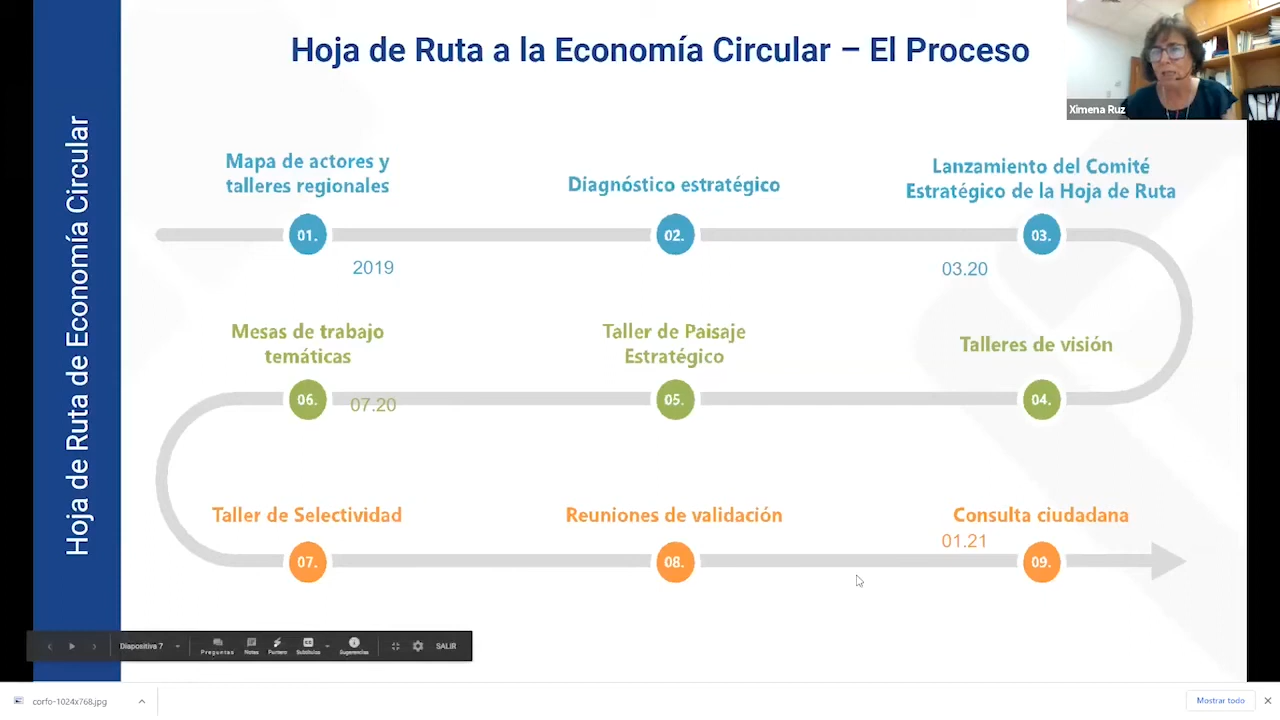 Hoja de Ruta a la Economía Circular – El Proceso
Ximena Ruz
Hoja de Ruta de Economía Circular
Mapa de actores y
talleres regionales
Diagnóstico estratégico
Lanzamiento del Comité
Estratégico de la Hoja de Ruta
01.
02.
03.
2019
03.20
Mesas de trabajo
temáticas
Taller de Paisaje
Estratégico
Talleres de visión
06.
07.20
05.
04.
Taller de Selectividad
Reuniones de validación
Consulta ciudadana
01.21
07.
08.
09.
Diapositiva 7
Preguntas
Notas
Puntero
Subtítulos
Sugerencias
SALIR
corfo-1024x768.jpg
Mostrar todo